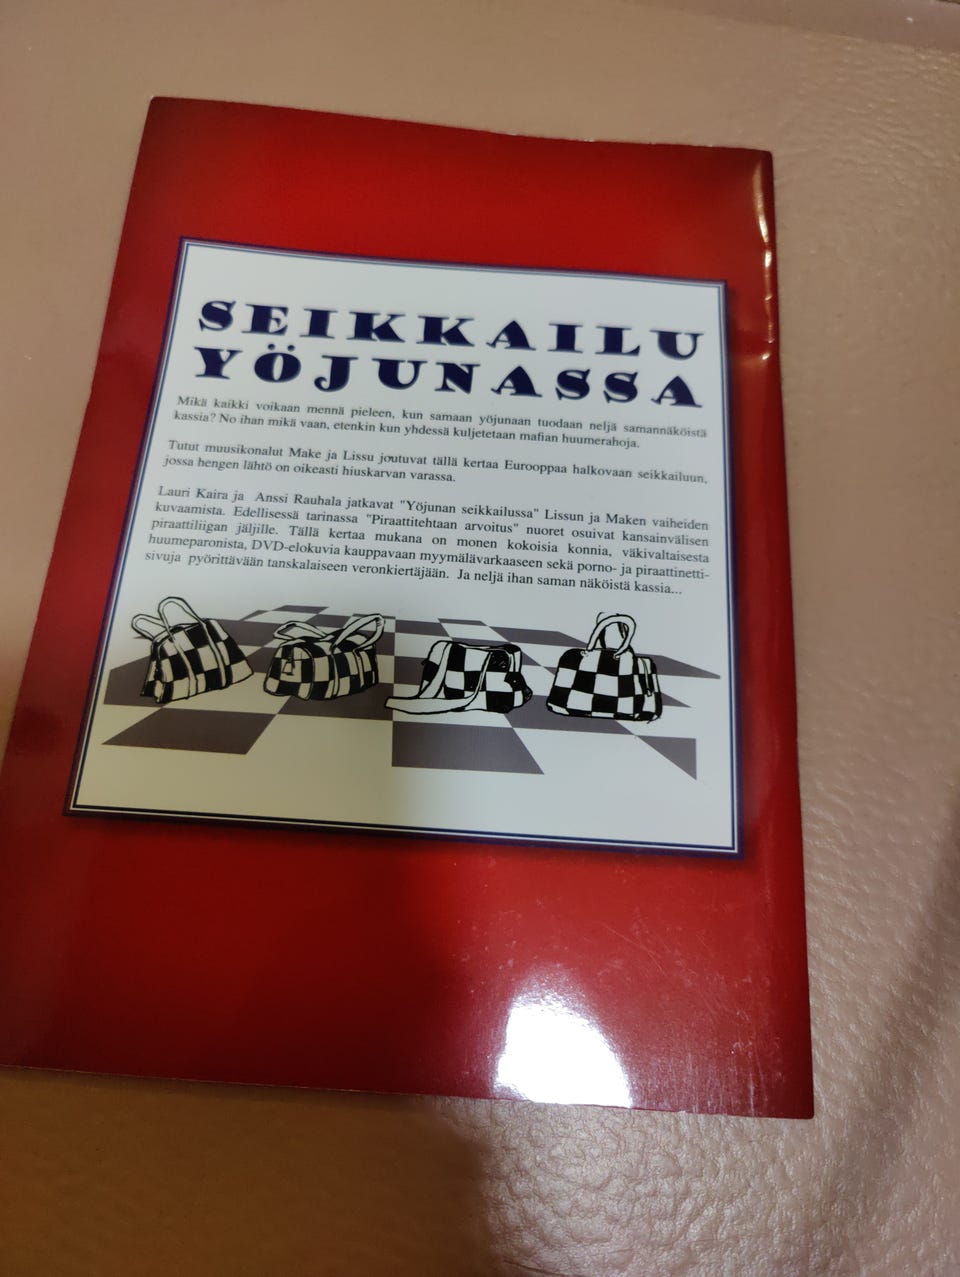 SEIKKAILU
YÖJUNASSA
Mikä kaikki voikaan mennä pieleen, kun samaan yöjunaan tuodaan neljä samannäköistä
kassia? No ihan mikä vaan, etenkin kun yhdessä kuljetetaan mafian huumerahoja.
Tutut muusikonalut Make ja Lissu joutuvat tällä kertaa Eurooppaa halkovaan seikkailuun,
jossa hengen lähtö on oikeasti hiuskarvan varassa.
Lauri Kaira ja Anssi Rauhala jatkavat "Yöjunan seikkailussa" Lissun ja Maken vaiheiden
kuvaamista. Edellisessä tarinassa "Piraattitehtaan arvoitus" nuoret osuivat kansainvälisen
piraattiliigan jäljille. Tällä kertaa mukana on monen kokoisia konnia, väkivaltaisesta
huumeparonista, DVD-elokuvia kauppavaan myymälävarkaaseen sekä porno- ja piraattinetti-
sivuja pyörittävään tanskalaiseen veronkiertäjään. Ja neljä ihan saman näköistä kassia...